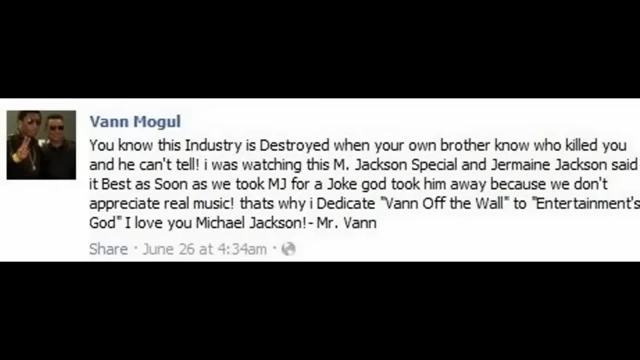 Vann Mogul
You know this Industry is Destroyed when your own brother know who killed you
and he can't tell! i was watching this M. Jackson Special and Jermaine Jackson said
it Best as Soon as we took MJ for a Joke god took him away because we don't
appreciate real music! thats why i Dedicate "Vann Off the Wall" to "Entertainment's
God" I love you Michael Jackson!- Mr. Vann
Share · June 26 at 4:34am ·